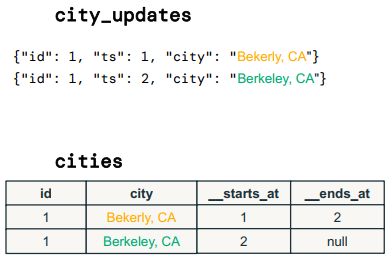 city_updates
{"id": 1, "ts": 1, "city": "Bekerly, CA"}
{"id": 1, "ts": 2, "city": "Berkeley, CA"}
cities
id city __starts_at __ends_at
1 Bekerly, CA 1 2
1 Berkeley, CA 2 null